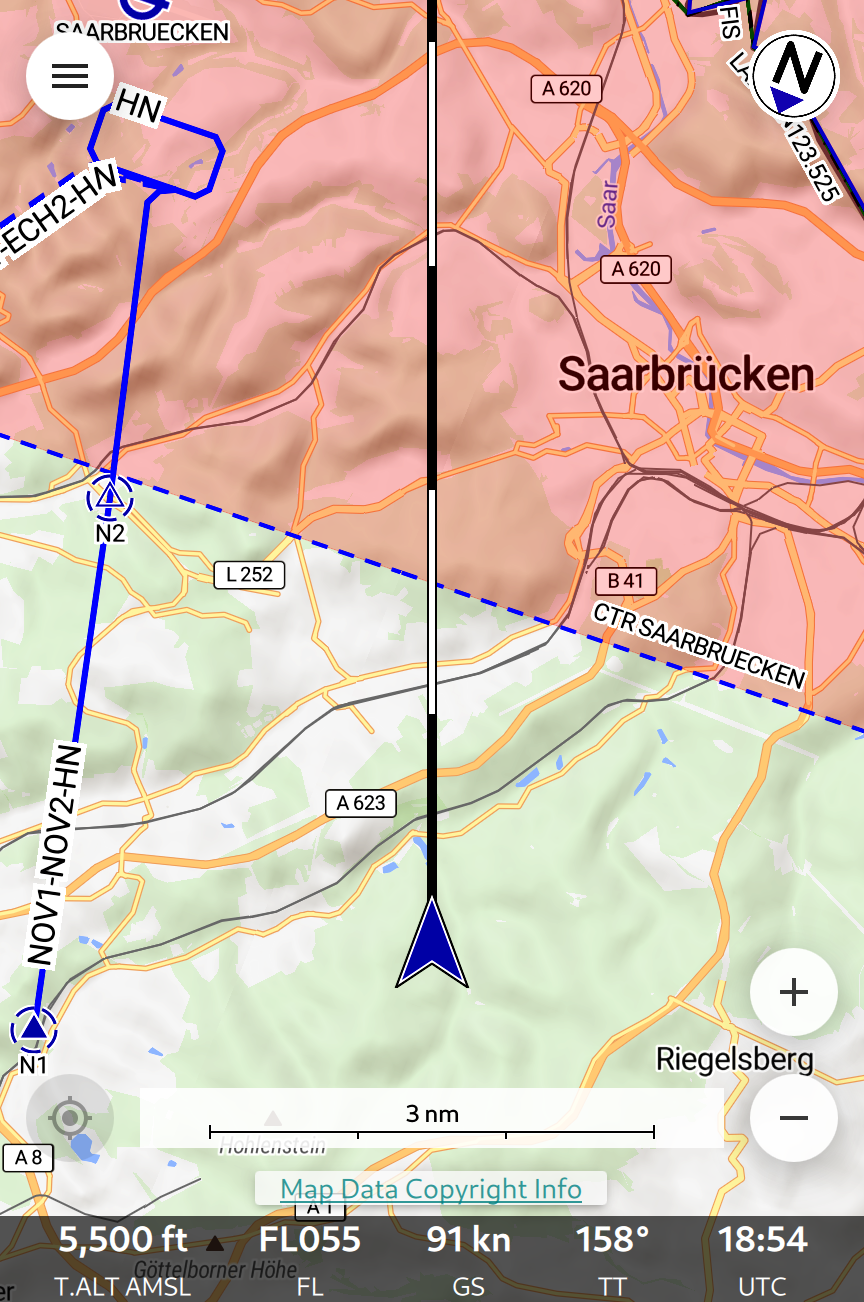 SAARBRUECKEN
FIS
LA
N
123.525
HN
-ECH2-HN
A 620
Saar
A 620
Saarbrücken
N2
L 252
B 41
CTR SAARBRUECKEN
NOV1-NOV2-HN
A 623
N1
Riegelsberg
3 nm
Hohlenstein
A 8
Map Data Copyright Info
A 1
5,500 ft
FL055
91 kn
158°
18:54
Göttelborner Höhe
er
T.ALT AMSL
FL
GS
TT
UTC